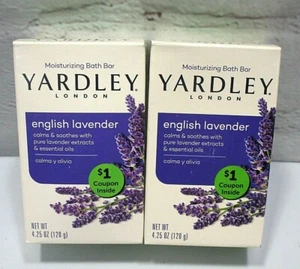 Moisturizing Bath Bar
YARDLEY
LONDON
english lavender
calms & soothes with
pure lavender extracts
& essential oils
calma y alivia
$1
Coupon
Inside
NET WT
4.25 OZ (120 g)
Moisturizing Bath Bar
YARDLEY
LONDON
english lavender
calms & soothes with
pure lavender extracts
& essential oils
calma y alivia
$1
Coupon
Inside
NET WT
4.25 OZ (120 g)